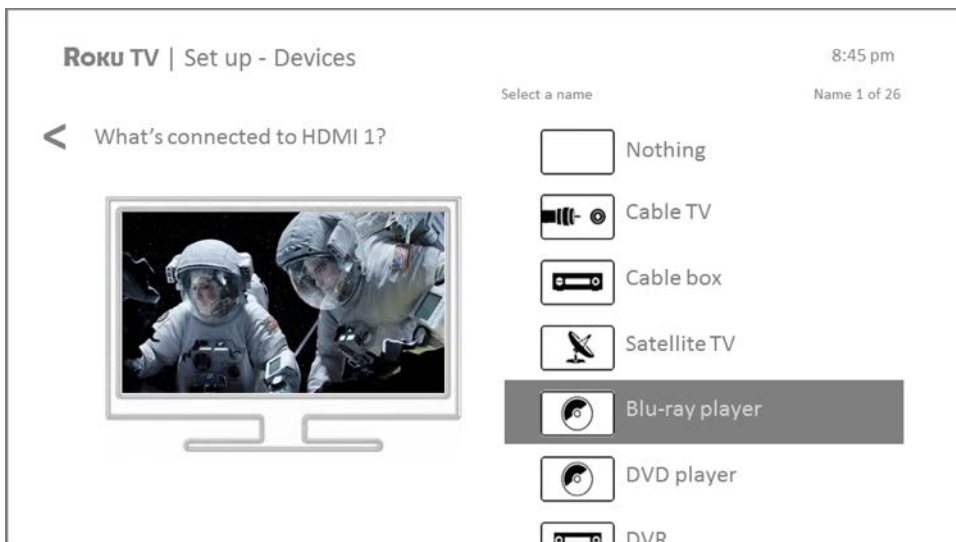 ROKU TV | Set up - Devices
8:45 pm
Select a name
Name 1 of 26
< What's connected to HDMI 1?
Nothing
Cable TV
Cable box
Satellite TV
Blu-ray player
DVD player
DVR